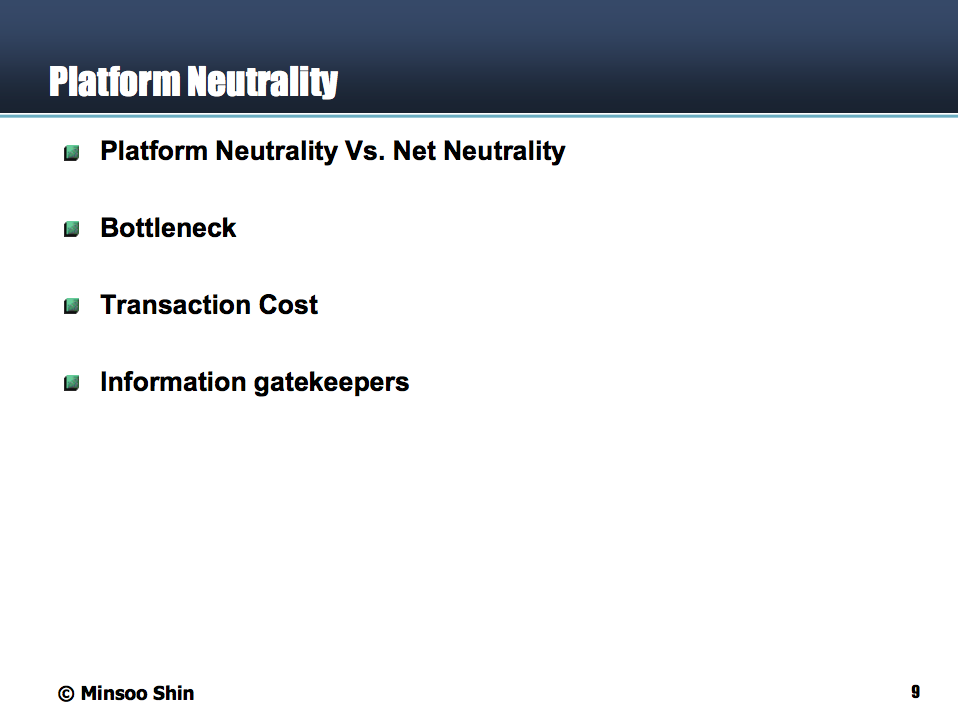 Platform Neutrality
Platform Neutrality Vs. Net Neutrality
Bottleneck
Transaction Cost
Information gatekeepers
© Minsoo Shin
9